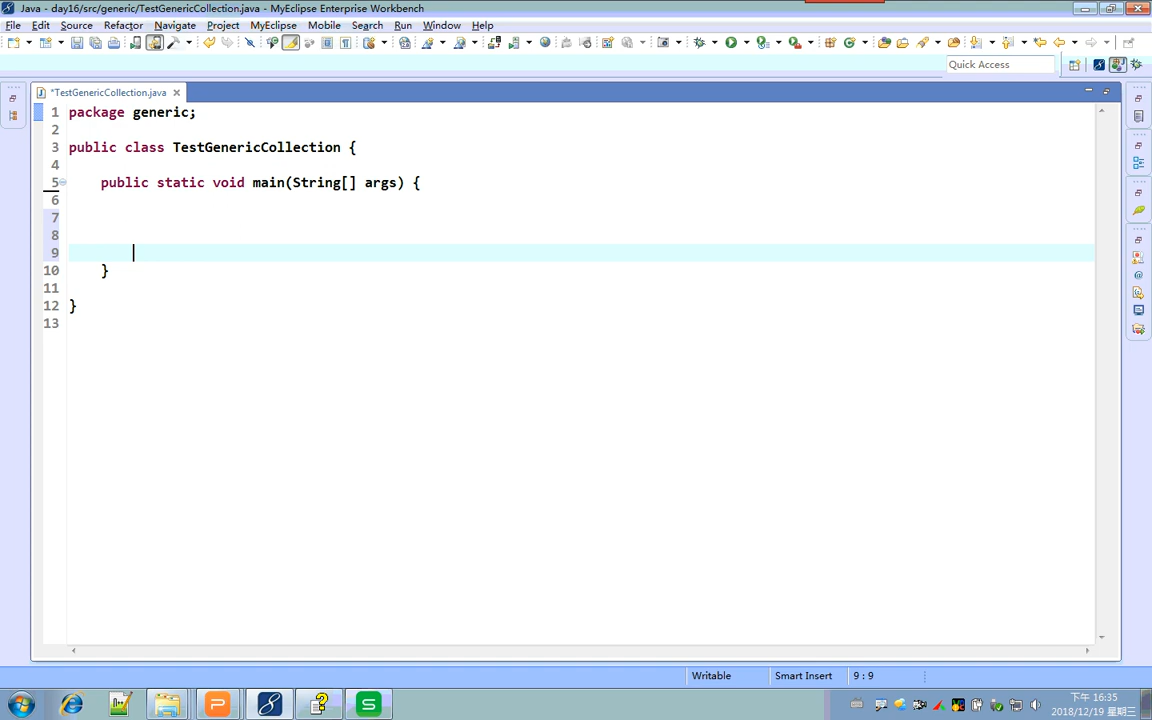 Java - day16/src/generic/TestGenericCollection.java - MyEclipse Enterprise Workbench
File Edit Source Refactor Navigate Project MyEclipse Mobile Search Run Window Help
Quick Access
*TestGenericCollection.java
1 package generic;
2
3 public class TestGenericCollection {
4
5 public static void main(String[] args) {
6
7
8
9
10 }
11
12 }
13
Writable Smart Insert 9 : 9
下午 16:35
2018/12/19 星期三